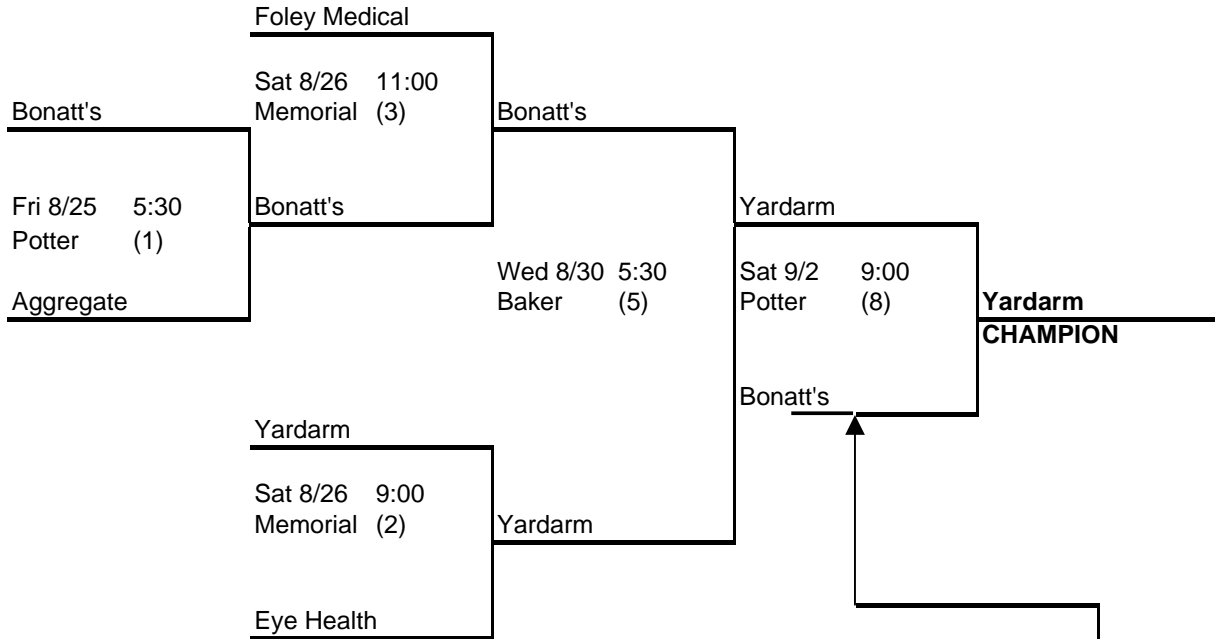 Foley Medical
Sat 8/26 11:00
Bonatt's Memorial (3) Bonatt's
Fri 8/25 5:30 Bonatt's Yardarm
Potter (1)
Wed 8/30 5:30 Sat 9/2 9:00
Aggregate Baker (5) Potter (8) Yardarm
CHAMPION
Bonatt's
Yardarm
Sat 8/26 9:00
Memorial (2) Yardarm
Eye Health